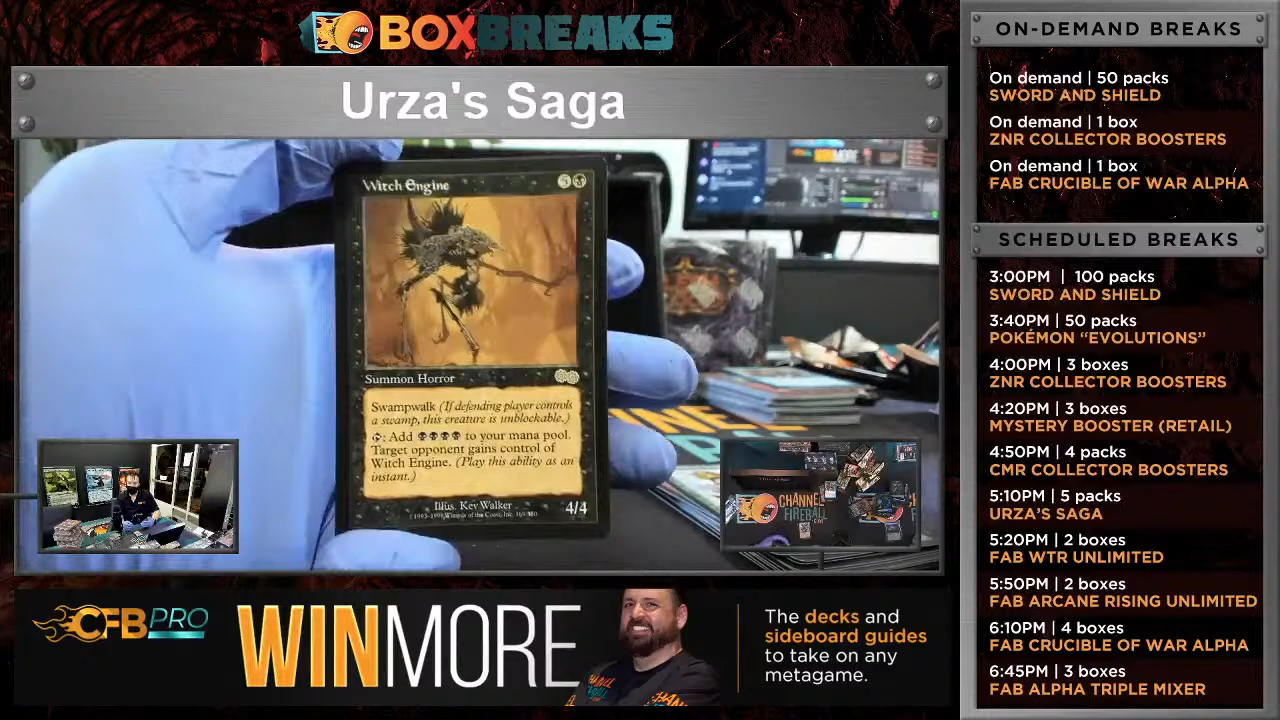 BOXBREAKS
Urza's Saga
Witch Engine
5
Summon Horror
Swampwalk (If defending player controls
a swamp, this creature is unblockable.)
: Add to your mana pool.
Target opponent gains control of
Witch Engine. (Play this ability as an
instant.)
Illus. Kev Walker
4/4
WINMORE
CHANNEL
FIREBALL
CFBPRO
WINMORE
The decks and
sideboard guides
to take on any
metagame.
ON-DEMAND BREAKS
On demand | 50 packs
SWORD AND SHIELD
On demand | 1 box
ZNR COLLECTOR BOOSTERS
On demand | 1 box
FAB CRUCIBLE OF WAR ALPHA
SCHEDULED BREAKS
3:00PM | 100 packs
SWORD AND SHIELD
3:40PM | 50 packs
POKÉMON “EVOLUTIONS”
4:00PM | 3 boxes
ZNR COLLECTOR BOOSTERS
4:20PM | 3 boxes
MYSTERY BOOSTER (RETAIL)
4:50PM | 4 packs
CMR COLLECTOR BOOSTERS
5:10PM | 5 packs
URZA'S SAGA
5:20PM | 2 boxes
FAB WTR UNLIMITED
5:50PM | 2 boxes
FAB ARCANE RISING UNLIMITED
6:10PM | 4 boxes
FAB CRUCIBLE OF WAR ALPHA
6:45PM | 3 boxes
FAB ALPHA TRIPLE MIXER